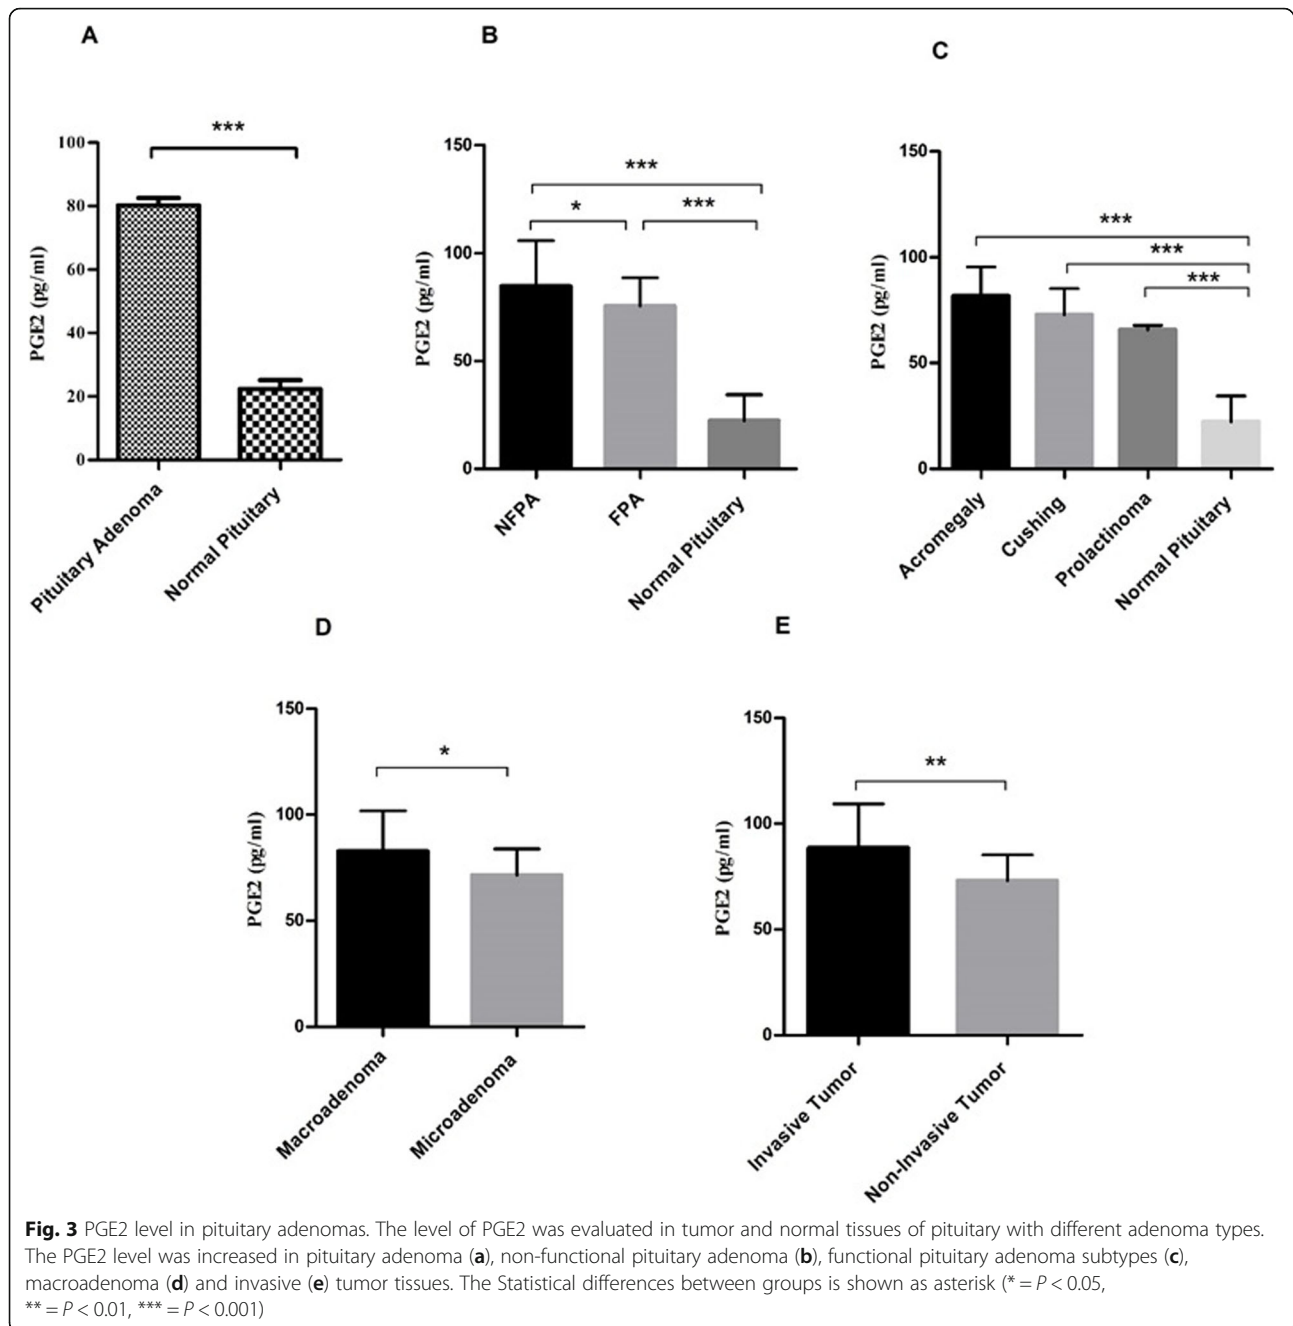 A
PGE2 (pg/ml)
100
80
60
40
20
0
***
Pituitary Adenoma
Normal Pituitary
B
PGE2 (pg/ml)
150
100
50
0
***
*
***
NFPA
FPA
Normal Pituitary
C
PGE2 (pg/ml)
150
100
50
0
***
***
***
Acromegaly
Cushing
Prolactinoma
Normal Pituitary
D
PGE2 (pg/ml)
150
100
50
0
*
Macroadenoma
Microadenoma
E
PGE2 (pg/ml)
150
100
50
0
**
Invasive Tumor
Non-Invasive Tumor
Fig. 3 PGE2 level in pituitary adenomas. The level of PGE2 was evaluated in tumor and normal tissues of pituitary with different adenoma types.
The PGE2 level was increased in pituitary adenoma (a), non-functional pituitary adenoma (b), functional pituitary adenoma subtypes (c),
macroadenoma (d) and invasive (e) tumor tissues. The Statistical differences between groups is shown as asterisk (* = P < 0.05,
** = P < 0.01, *** = P < 0.001)